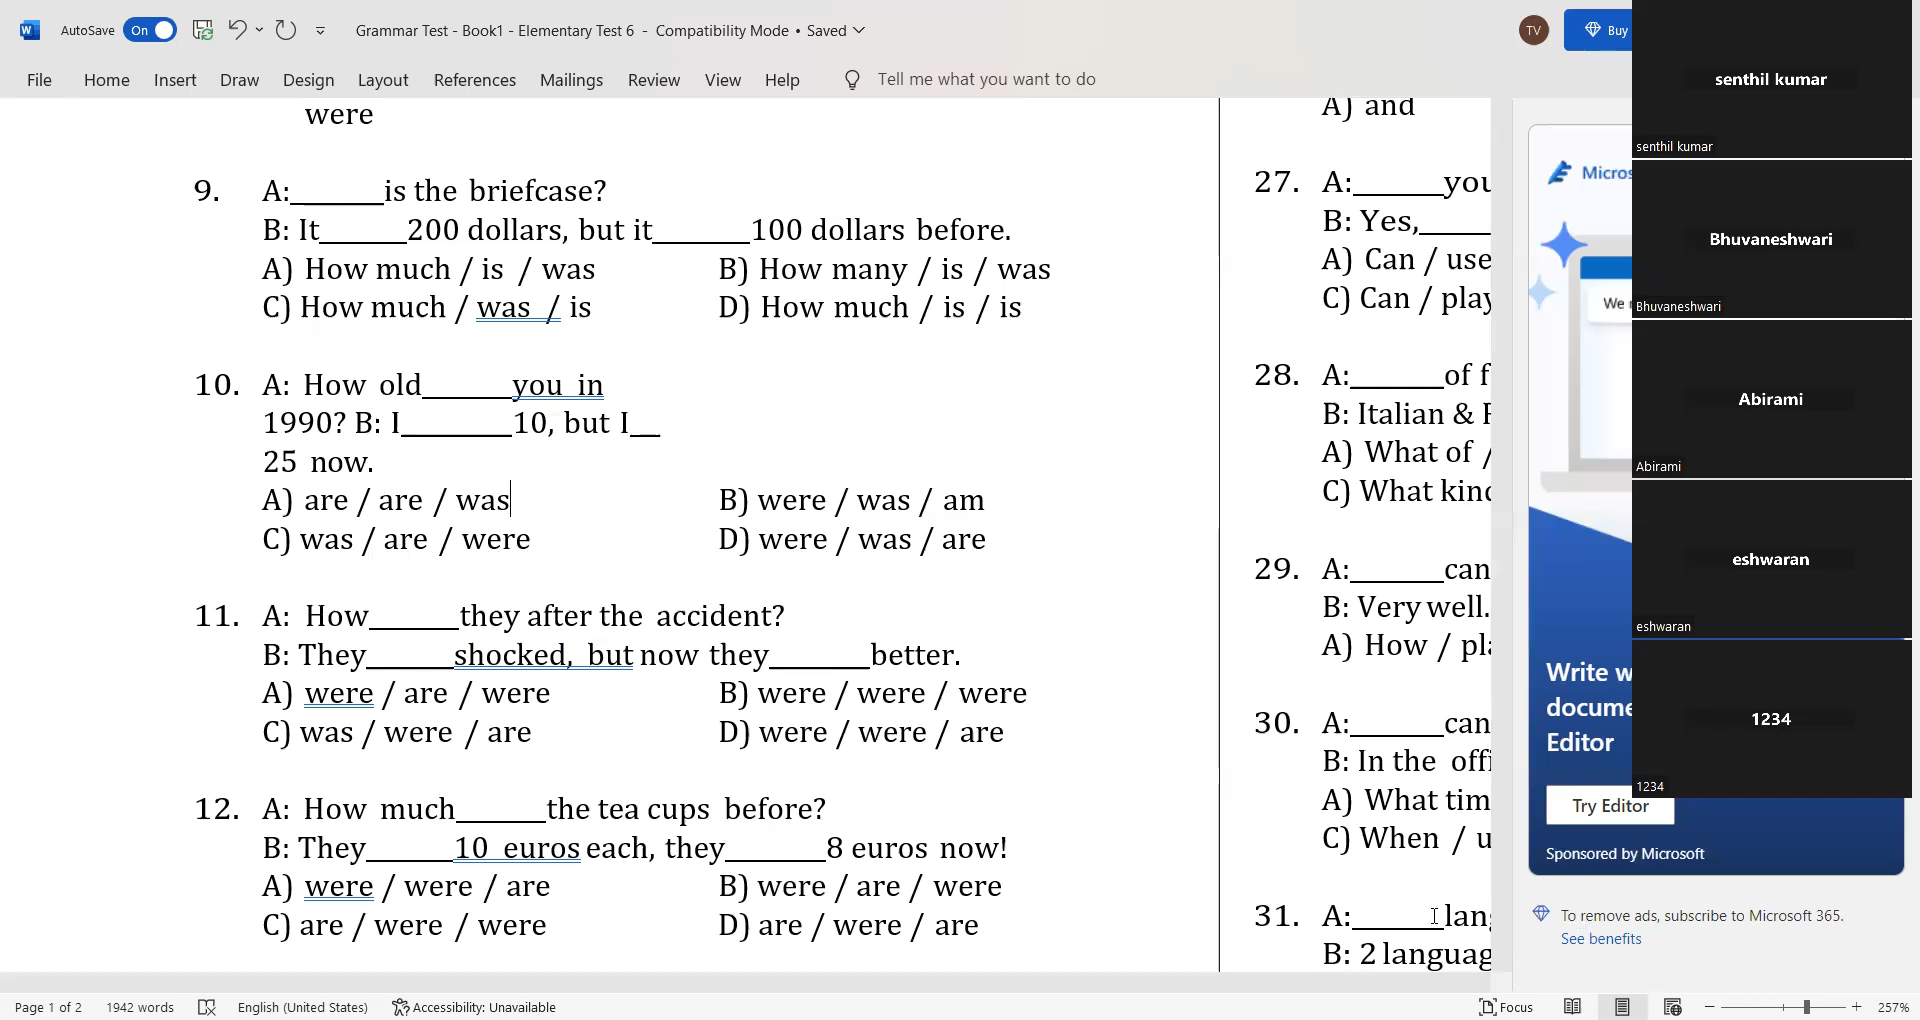 AutoSave On Grammar Test - Book1 - Elementary Test 6 - Compatibility Mode • Saved TV Buy
File Home Insert Draw Design Layout References Mailings Review View Help Tell me what you want to do
were
9. A:______is the briefcase?
B: It______200 dollars, but it______100 dollars before.
A) How much / is / was B) How many / is / was
C) How much / was / is D) How much / is / is
10. A: How old______you in
1990? B: I_______10, but I__
25 now.
A) are / are / was B) were / was / am
C) was / are / were D) were / was / are
11. A: How______they after the accident?
B: They______shocked, but now they______better.
A) were / are / were B) were / were / were
C) was / were / are D) were / were / are
12. A: How much______the tea cups before?
B: They______10 euros each, they______8 euros now!
A) were / were / are B) were / are / were
C) are / were / were D) are / were / are
A) and
27. A:______you
B: Yes,_____
A) Can / use
C) Can / play
28. A:______of f
B: Italian &
A) What of /
C) What kind
29. A:______can
B: Very well.
A) How / pl
30. A:______can
B: In the offi
A) What tim
C) When / u
31. A:______lang
B: 2 languag
Micros
We
Write w
docume
Editor
Try Editor
Sponsored by Microsoft
To remove ads, subscribe to Microsoft 365.
See benefits
senthil kumar
senthil kumar
Bhuvaneshwari
Bhuvaneshwari
Abirami
Abirami
eshwaran
eshwaran
1234
1234
Page 1 of 2 1942 words English (United States) Accessibility: Unavailable Focus 257%